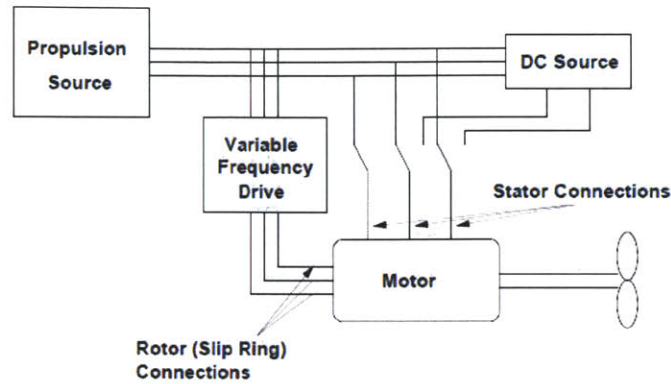 Propulsion
Source
DC Source
Variable
Frequency
Drive
Stator Connections
Motor
Rotor (Slip Ring)
Connections